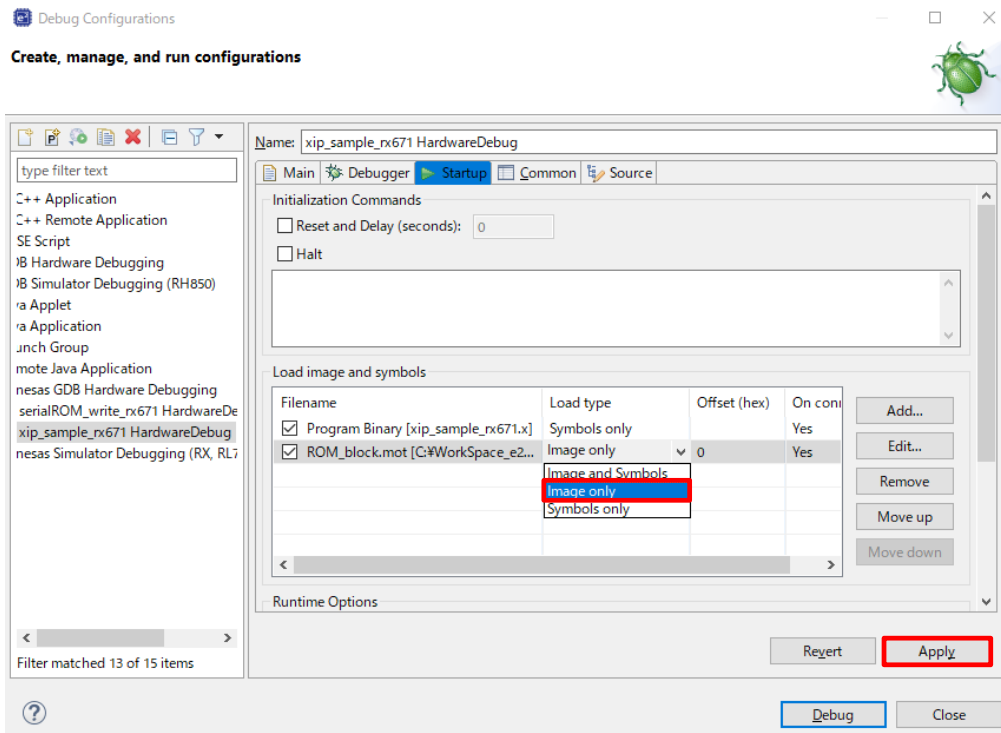 Debug Configurations
Create, manage, and run configurations
type filter text
C++ Application
C++ Remote Application
SE Script
B Hardware Debugging
B Simulator Debugging (RH850)
va Applet
va Application
unch Group
mote Java Application
nesas GDB Hardware Debugging
serialROM_write_rx671 HardwareDe
xip_sample_rx671 HardwareDebug
nesas Simulator Debugging (RX, RL7
Filter matched 13 of 15 items
Name: xip_sample_rx671 HardwareDebug
Main Debugger Startup Common Source
Initialization Commands
Reset and Delay (seconds): 0
Halt
Load image and symbols
Filename Load type Offset (hex) On conn
Program Binary [xip_sample_rx671.x] Symbols only Yes
ROM_block.mot [C:¥WorkSpace_e2... Image only 0 Yes
Image and Symbols
Image only
Symbols only
Add...
Edit...
Remove
Move up
Move down
Runtime Options
Revert Apply
? Debug Close